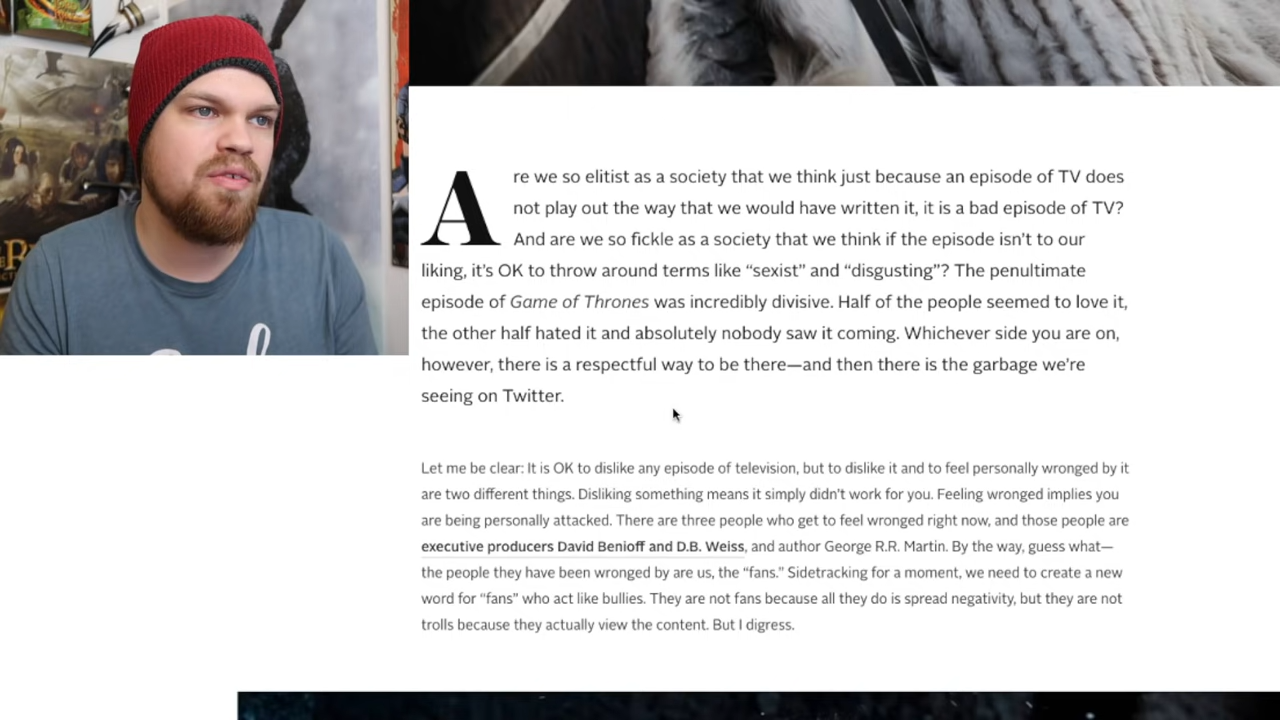 Are we so elitist as a society that we think just because an episode of TV does
not play out the way that we would have written it, it is a bad episode of TV?
And are we so fickle as a society that we think if the episode isn’t to our
liking, it’s OK to throw around terms like “sexist” and “disgusting”? The penultimate
episode of Game of Thrones was incredibly divisive. Half of the people seemed to love it,
the other half hated it and absolutely nobody saw it coming. Whichever side you are on,
however, there is a respectful way to be there—and then there is the garbage we’re
seeing on Twitter.
Let me be clear: It is OK to dislike any episode of television, but to dislike it and to feel personally wronged by it
are two different things. Disliking something means it simply didn’t work for you. Feeling wronged implies you
are being personally attacked. There are three people who get to feel wronged right now, and those people are
executive producers David Benioff and D.B. Weiss, and author George R.R. Martin. By the way, guess what—
the people they have been wronged by are us, the “fans.” Sidetracking for a moment, we need to create a new
word for “fans” who act like bullies. They are not fans because all they do is spread negativity, but they are not
trolls because they actually view the content. But I digress.